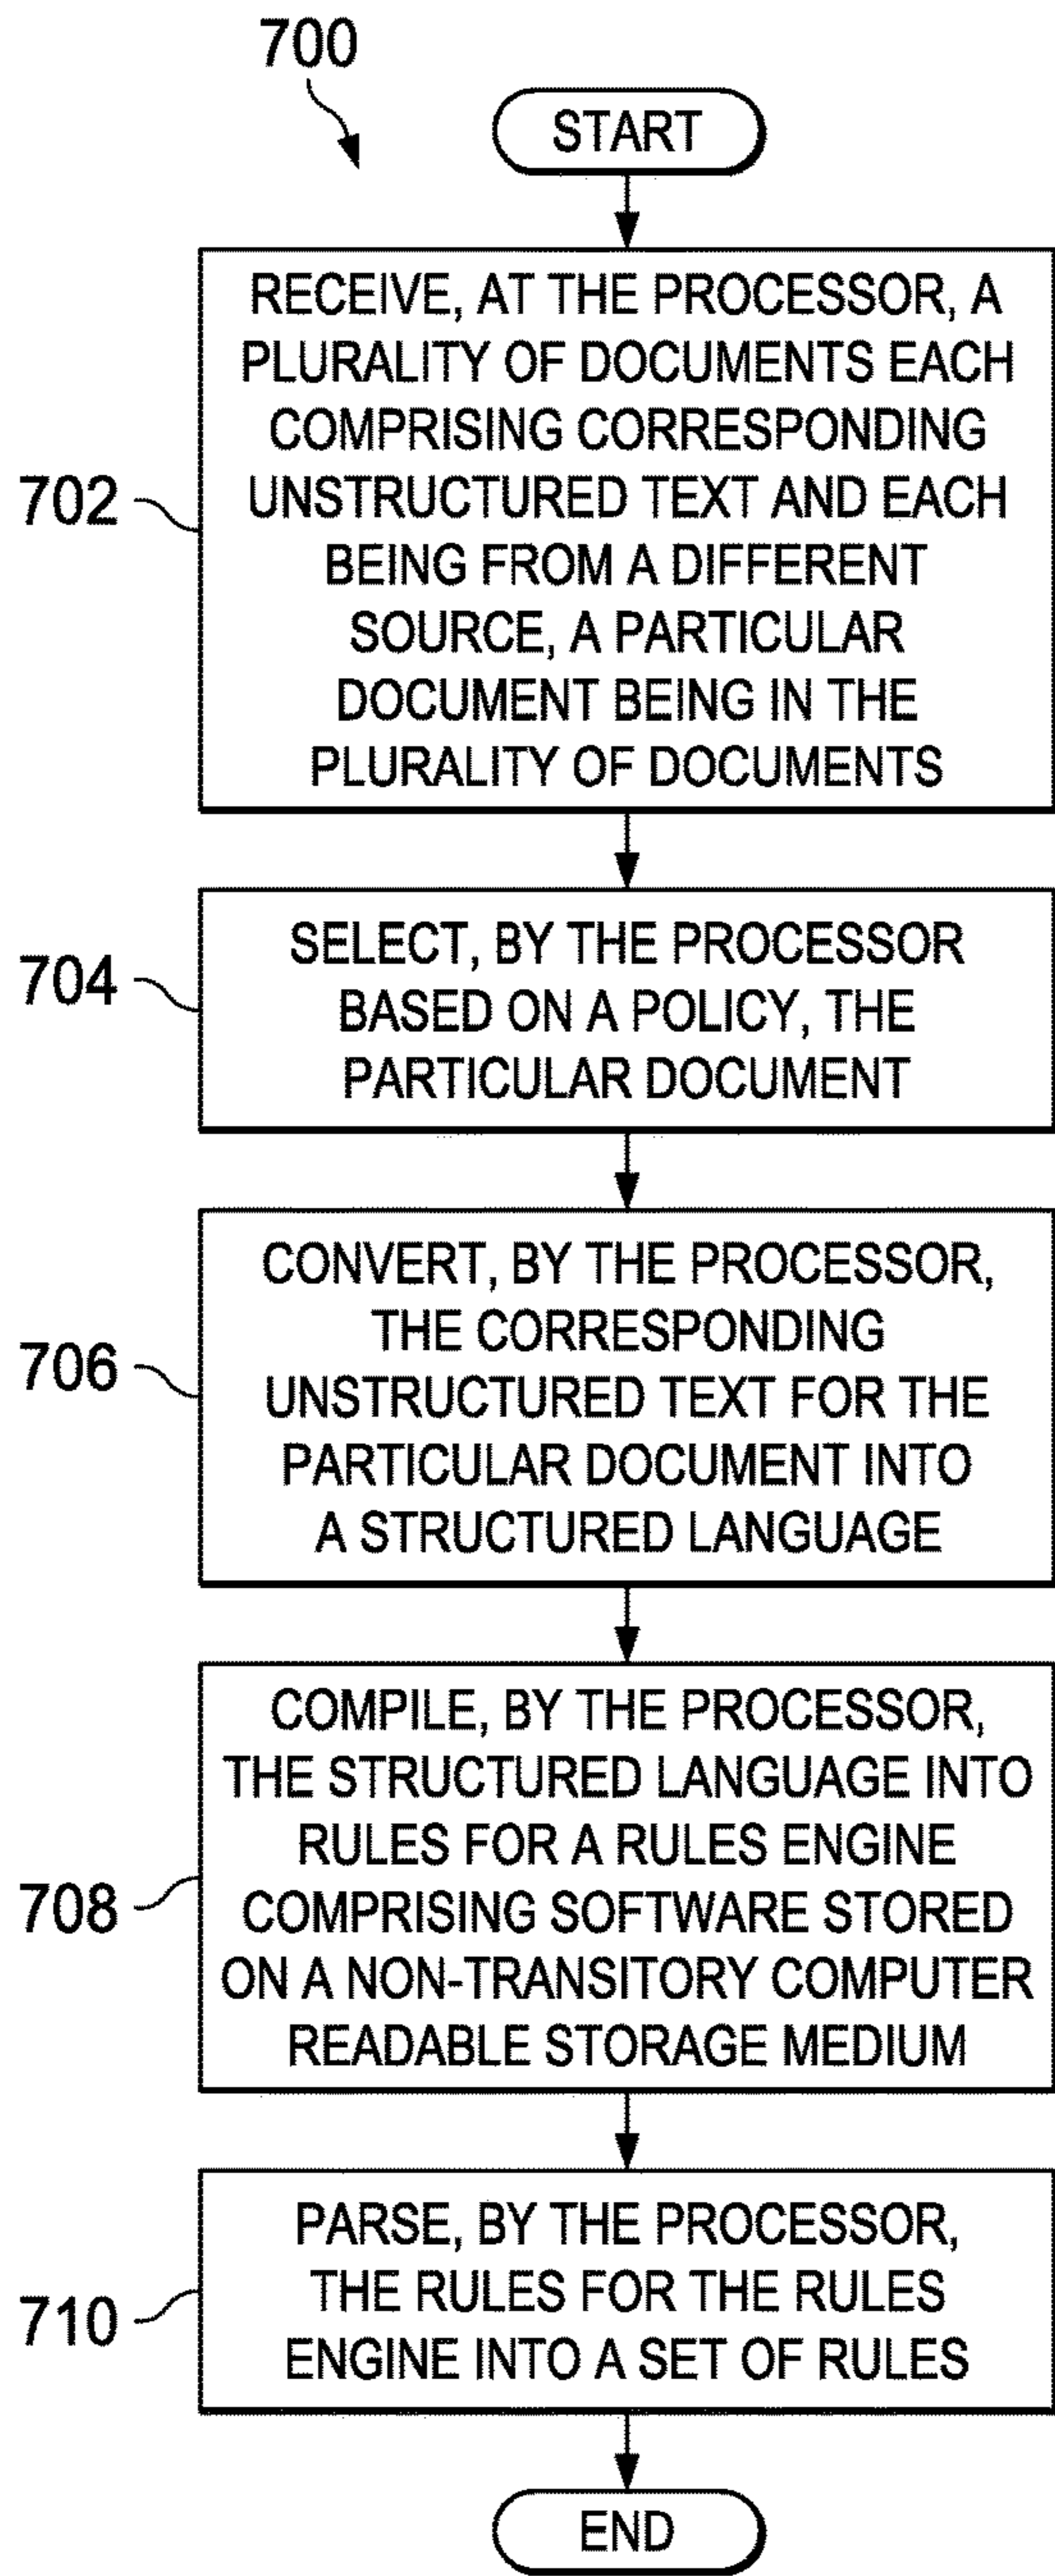 700
START
702
RECEIVE, AT THE PROCESSOR, A
PLURALITY OF DOCUMENTS EACH
COMPRISING CORRESPONDING
UNSTRUCTURED TEXT AND EACH
BEING FROM A DIFFERENT
SOURCE, A PARTICULAR
DOCUMENT BEING IN THE
PLURALITY OF DOCUMENTS
704
SELECT, BY THE PROCESSOR
BASED ON A POLICY, THE
PARTICULAR DOCUMENT
706
CONVERT, BY THE PROCESSOR,
THE CORRESPONDING
UNSTRUCTURED TEXT FOR THE
PARTICULAR DOCUMENT INTO
A STRUCTURED LANGUAGE
708
COMPILE, BY THE PROCESSOR,
THE STRUCTURED LANGUAGE INTO
RULES FOR A RULES ENGINE
COMPRISING SOFTWARE STORED
ON A NON-TRANSITORY COMPUTER
READABLE STORAGE MEDIUM
710
PARSE, BY THE PROCESSOR,
THE RULES FOR THE RULES
ENGINE INTO A SET OF RULES
END